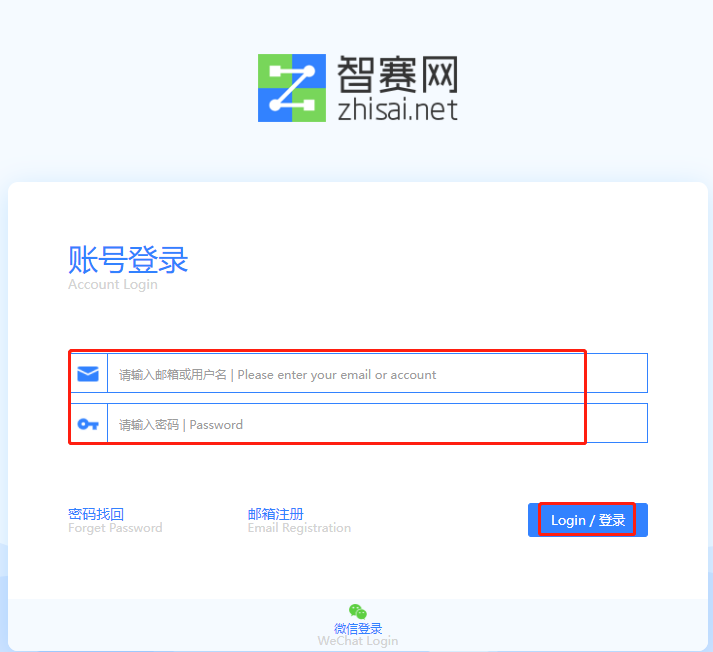 智赛网
zhisai.net
账号登录
Account Login
请输入邮箱或用户名 | Please enter your email or account
请输入密码 | Password
密码找回
Forget Password
邮箱注册
Email Registration
Login / 登录
微信登录
WeChat Login